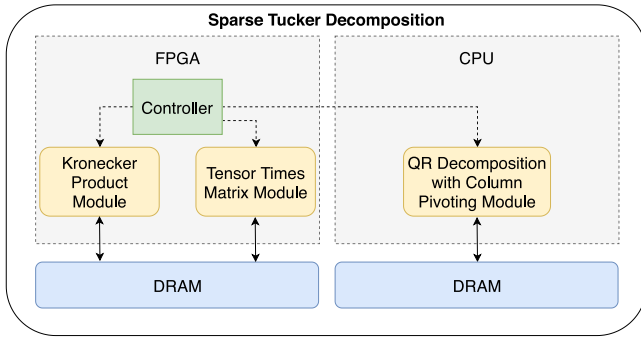 Sparse Tucker Decomposition
FPGA
CPU
Controller
Kronecker
Product
Module
Tensor Times
Matrix Module
QR Decomposition
with Column
Pivoting Module
DRAM
DRAM